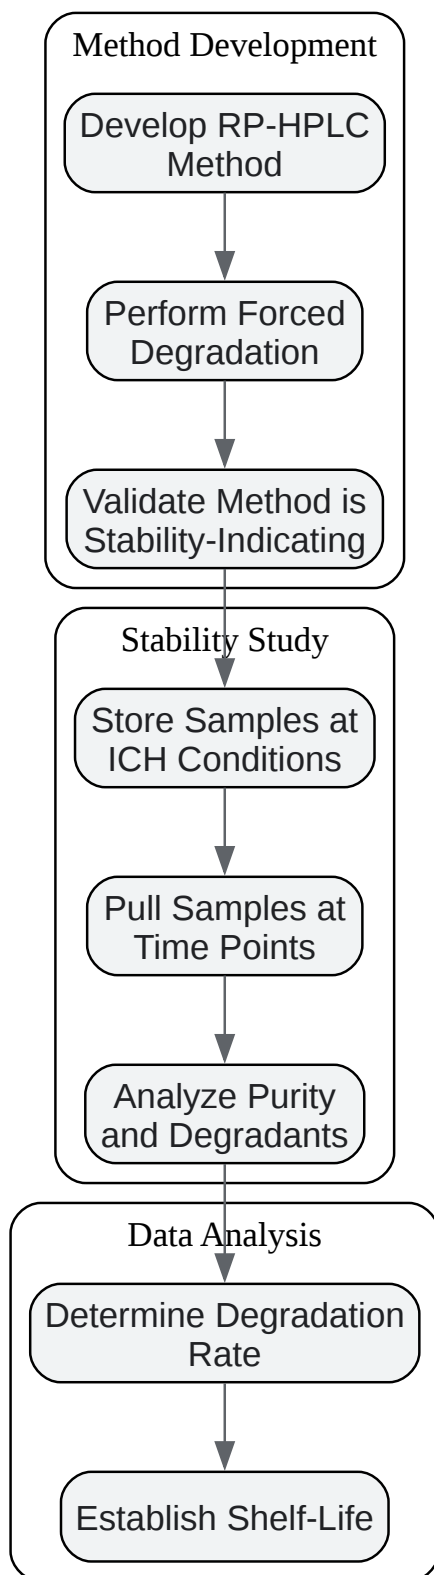 Method Development
Develop RP-HPLC
Method
Perform Forced
Degradation
Validate Method is
Stability-Indicating
Stability Study
Store Samples at
ICH Conditions
Pull Samples at
Time Points
Analyze Purity
and Degradants
Data Analysis
Determine Degradation
Rate
Establish Shelf-Life